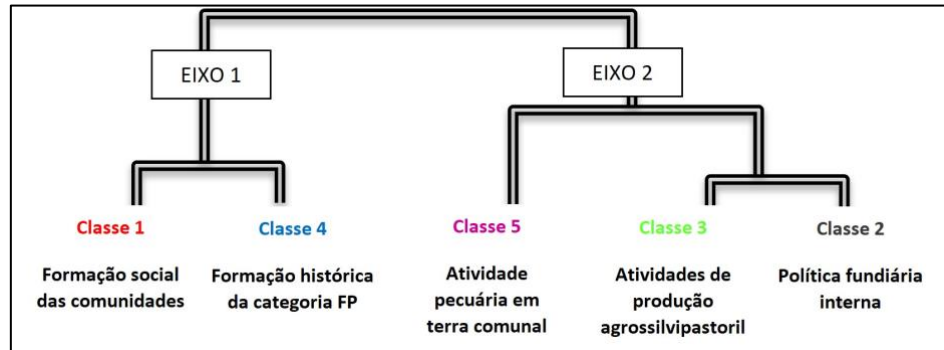 EIXO 1
EIXO 2
Classe 1
Classe 4
Classe 5
Classe 3
Classe 2
Formação social
das comunidades
Formação histórica
da categoria FP
Atividade
pecuária em
terra comunal
Atividades de
produção
agrossilvipastoril
Política fundiária
interna